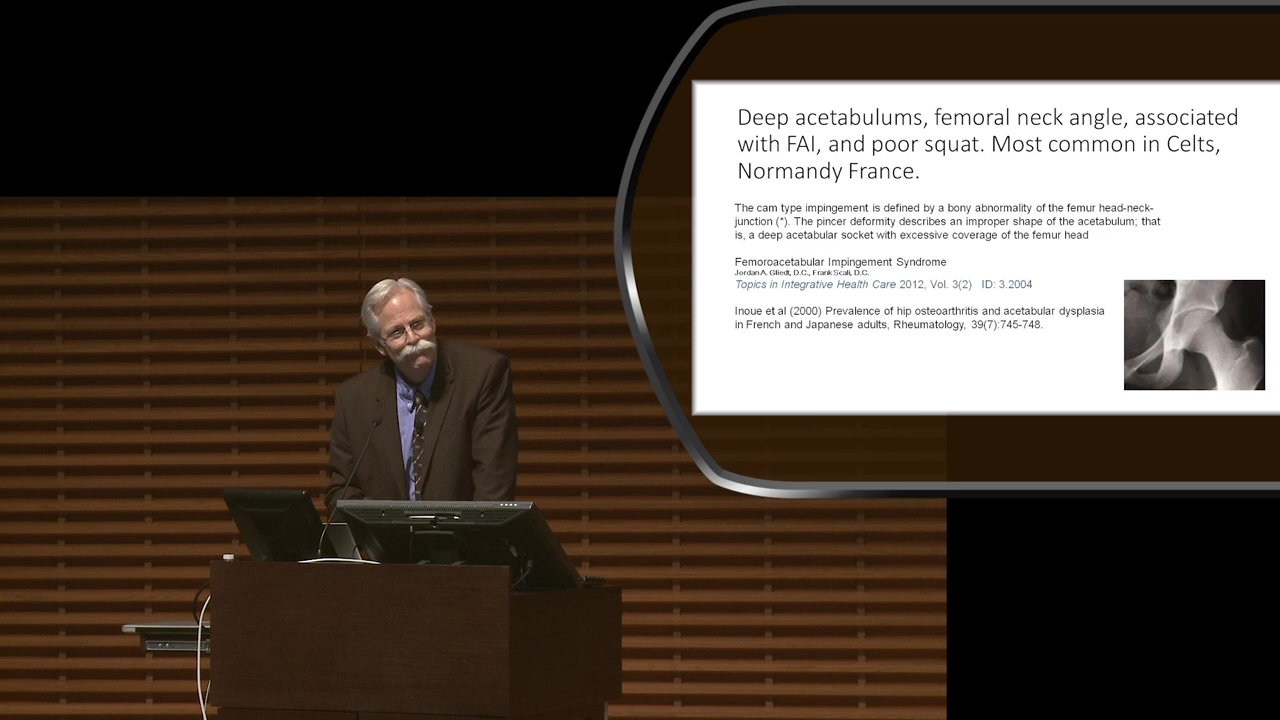 Deep acetabulums, femoral neck angle, associated
with FAI, and poor squat. Most common in Celts,
Normandy France.
The cam type impingement is defined by a bony abnormality of the femur head-neck-
junction (*). The pincer deformity describes an improper shape of the acetabulum; that
is, a deep acetabular socket with excessive coverage of the femur head
Femoroacetabular Impingement Syndrome
Jordan A. Gliedt, D.C., Frank Scali, D.C.
Topics in Integrative Health Care 2012, Vol. 3(2) ID: 3.2004
Inoue et al (2000) Prevalence of hip osteoarthritis and acetabular dysplasia
in French and Japanese adults, Rheumatology, 39(7):745-748.